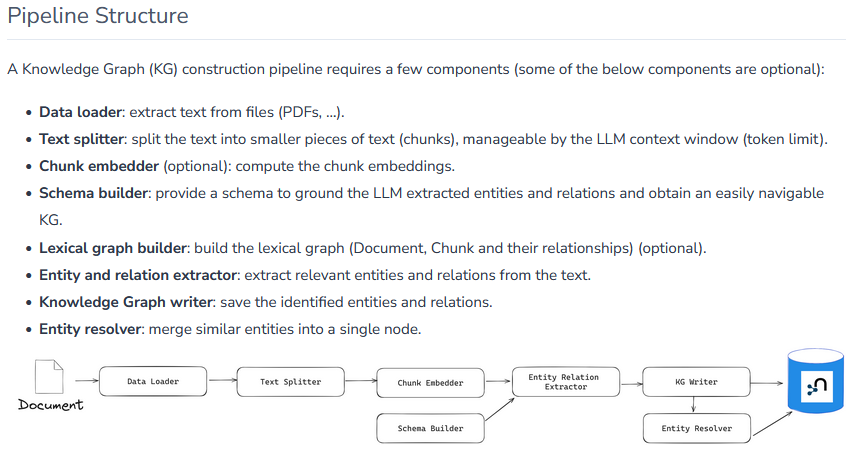 Pipeline Structure
A Knowledge Graph (KG) construction pipeline requires a few components (some of the below components are optional):
• Data loader: extract text from files (PDFs, …).
• Text splitter: split the text into smaller pieces of text (chunks), manageable by the LLM context window (token limit).
• Chunk embedder (optional): compute the chunk embeddings.
• Schema builder: provide a schema to ground the LLM extracted entities and relations and obtain an easily navigable
KG.
• Lexical graph builder: build the lexical graph (Document, Chunk and their relationships) (optional).
• Entity and relation extractor: extract relevant entities and relations from the text.
• Knowledge Graph writer: save the identified entities and relations.
• Entity resolver: merge similar entities into a single node.
Document
Data Loader
Text Splitter
Chunk Embedder
Schema Builder
Entity Relation
Extractor
KG Writer
Entity Resolver